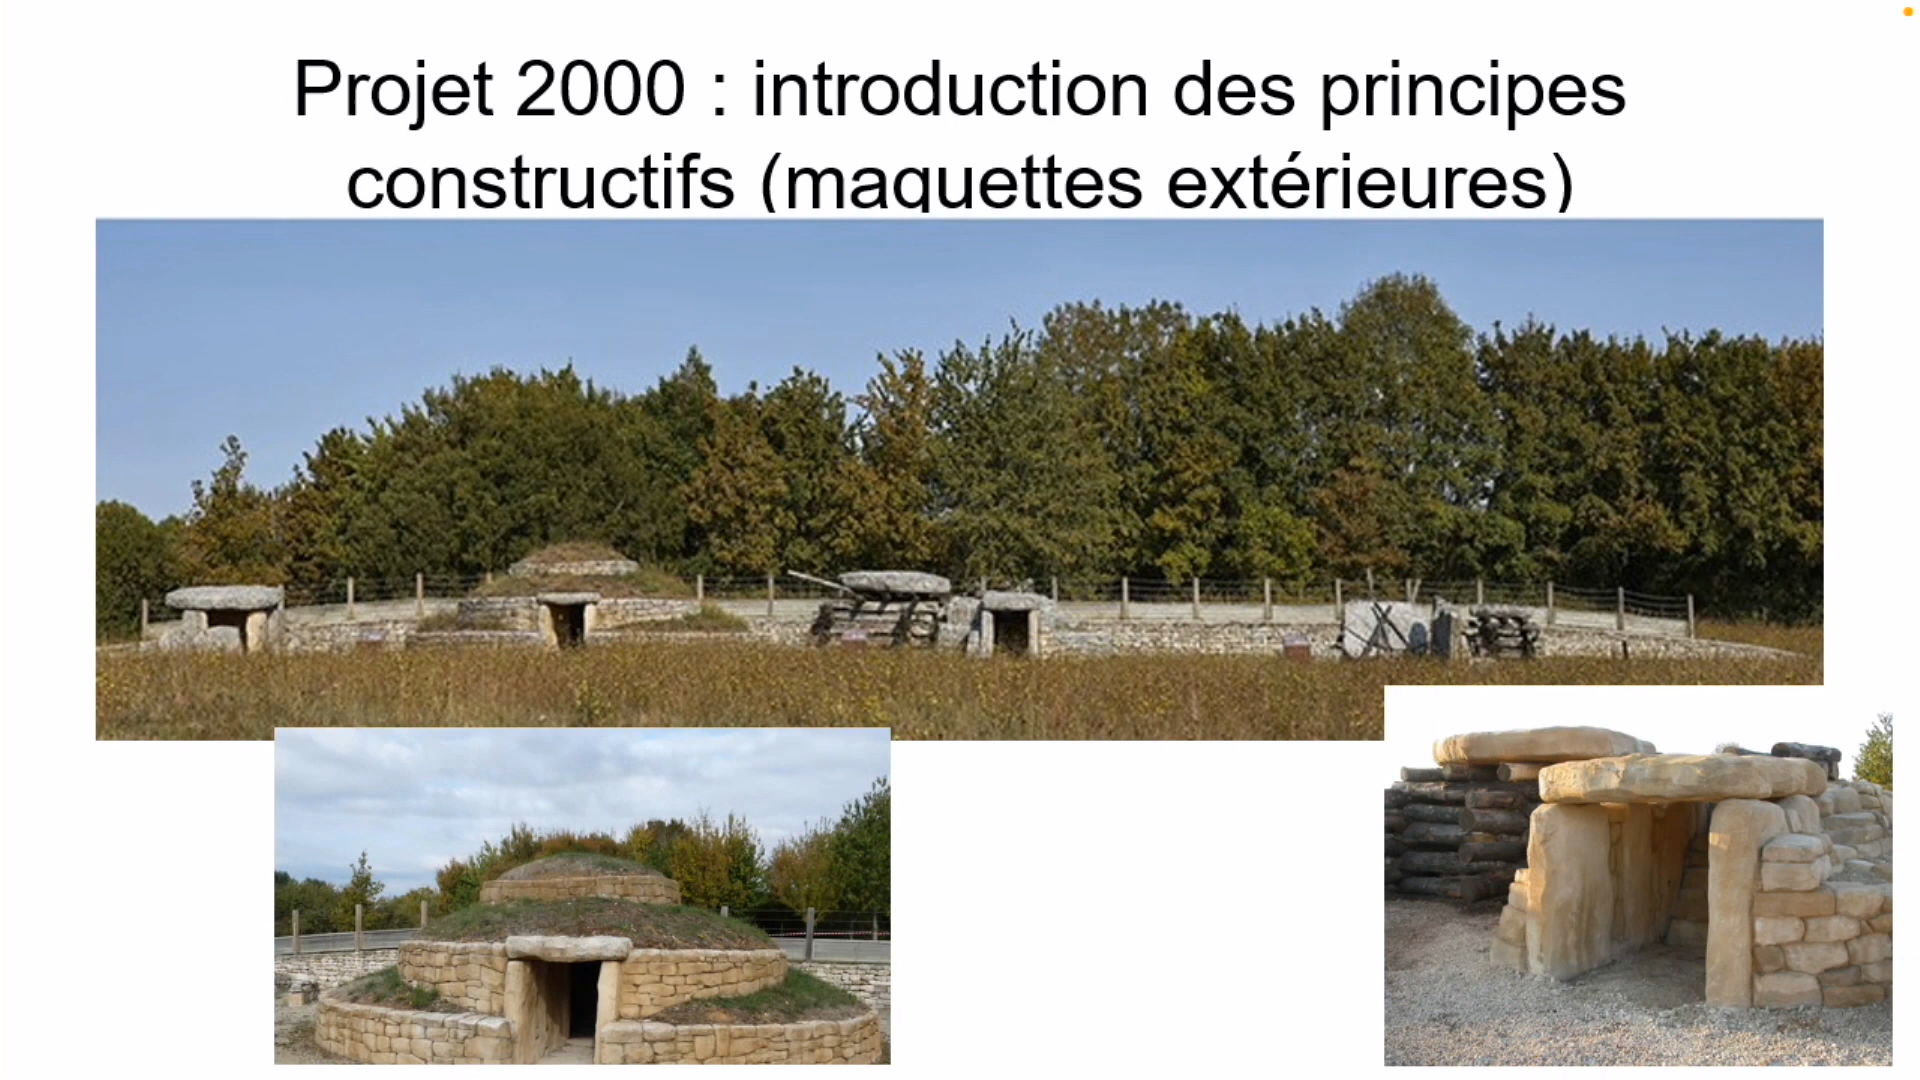 Projet 2000 : introduction des principes
constructifs (maquettes extérieures)